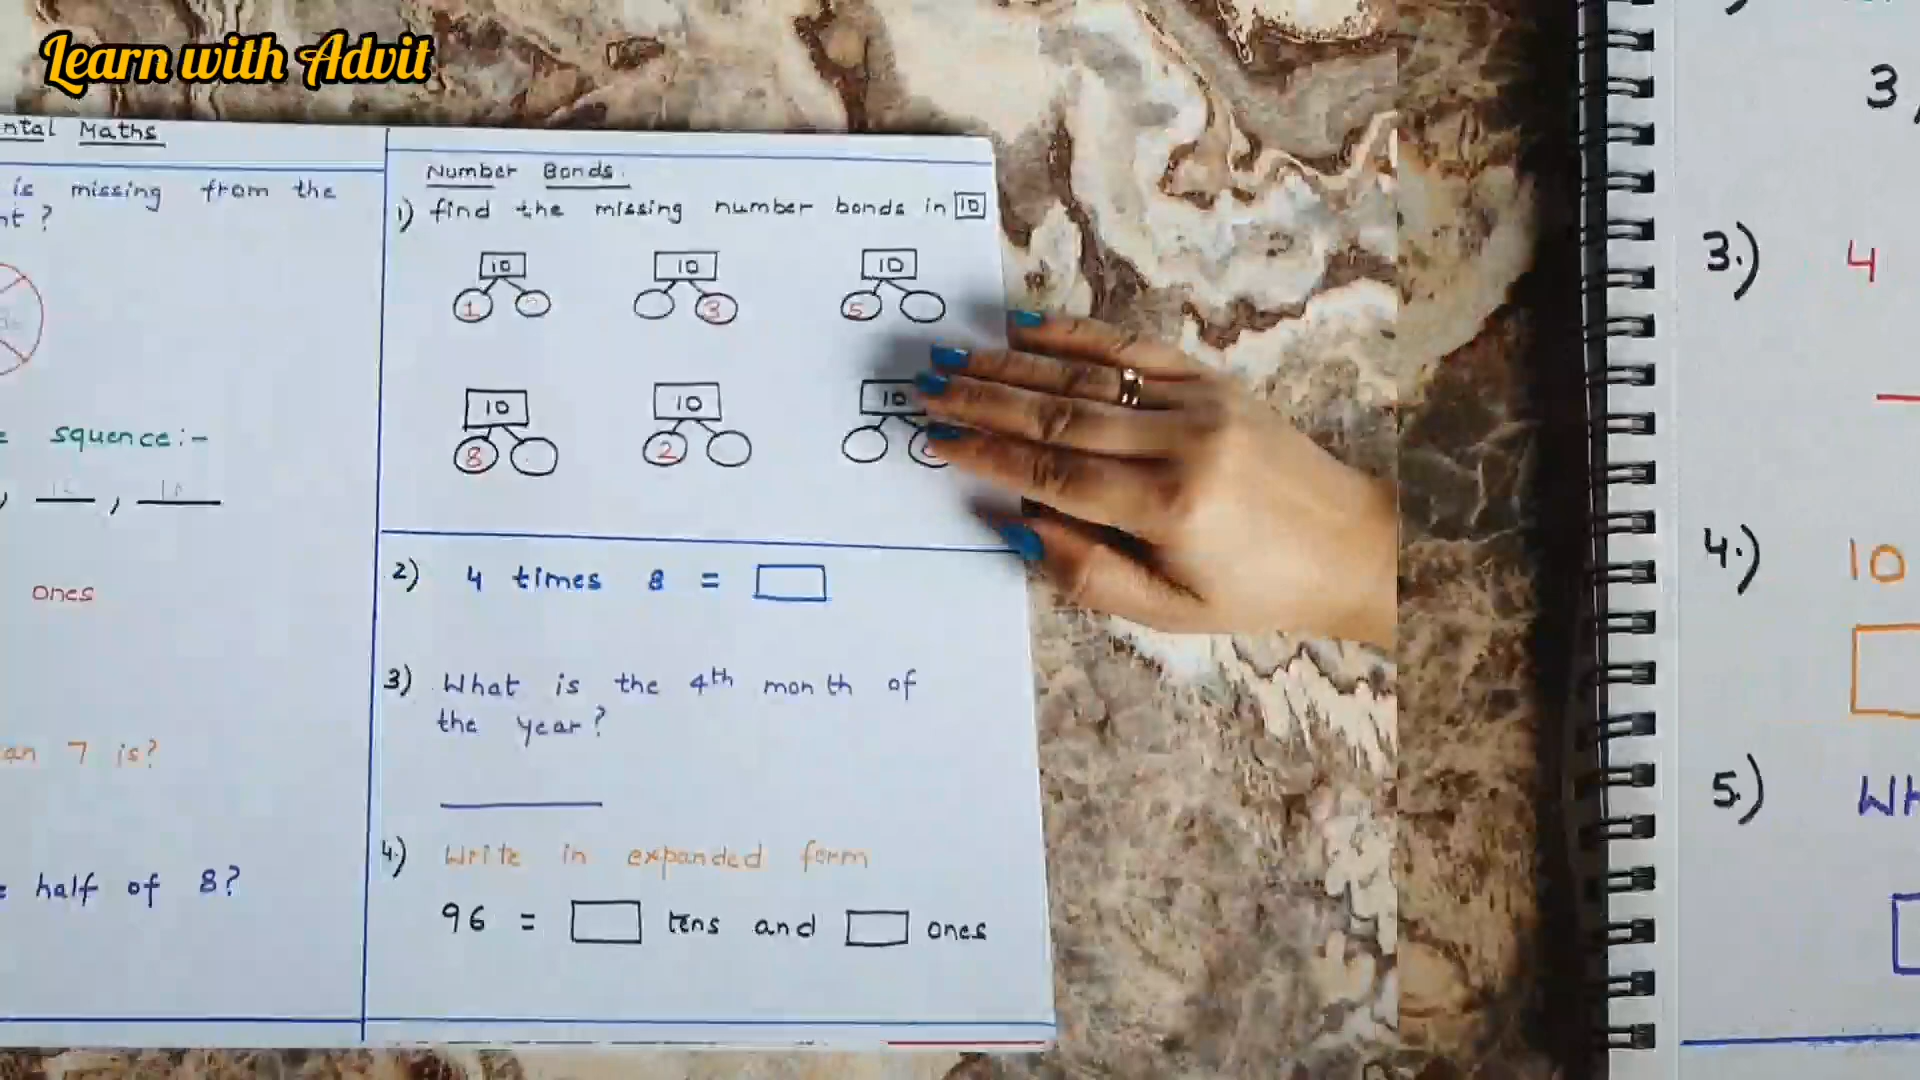 Learn with Advit
Maths
is missing from the
?
squence:-
ones
7 is?
half of 8?
Number Bonds.
1) find the missing number bonds in 10
10 10 10
1 3 5
10 10 10
8 2
2) 4 times 8 =
3) What is the 4th month of
the year?
4.) Write in expanded form
96 = tens and ones
3,
3.) 4
4.) 10
5.)